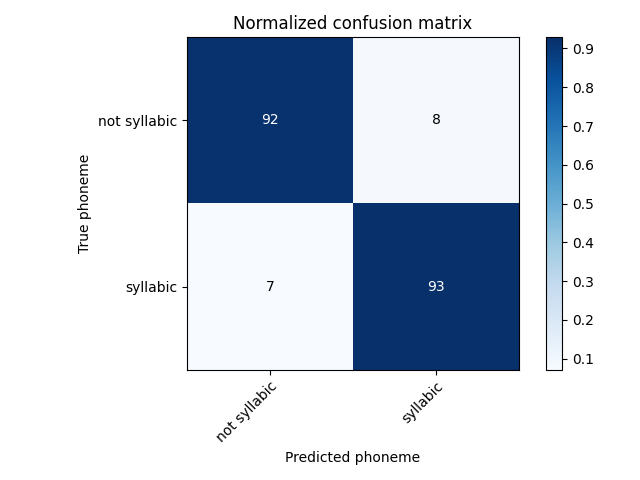 Normalized confusion matrix
True phoneme
not syllabic
syllabic
92
8
7
93
not syllabic
syllabic
Predicted phoneme
0.9
0.8
0.7
0.6
0.5
0.4
0.3
0.2
0.1